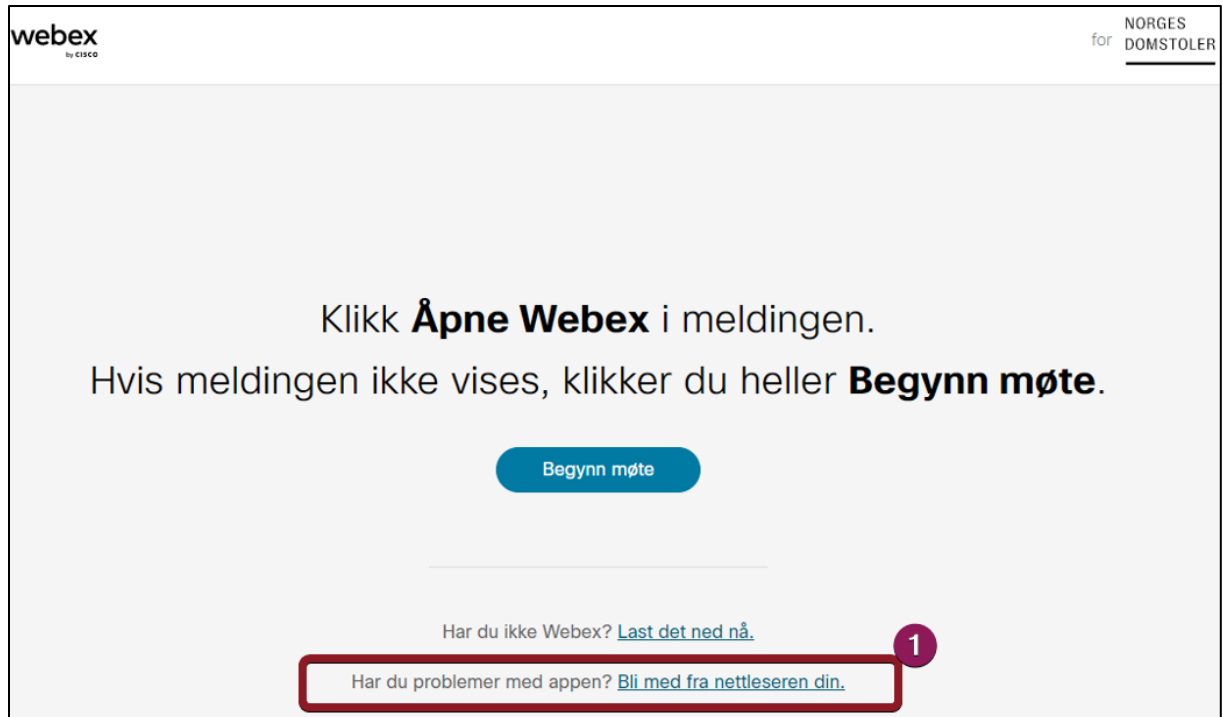 webex
by CISCO
for
NORGES
DOMSTOLER
Klikk Åpne Webex i meldingen.
Hvis meldingen ikke vises, klikker du heller Begynn møte.
Begynn møte
Har du ikke Webex? Last det ned nå.
1
Har du problemer med appen? Bli med fra nettleseren din.